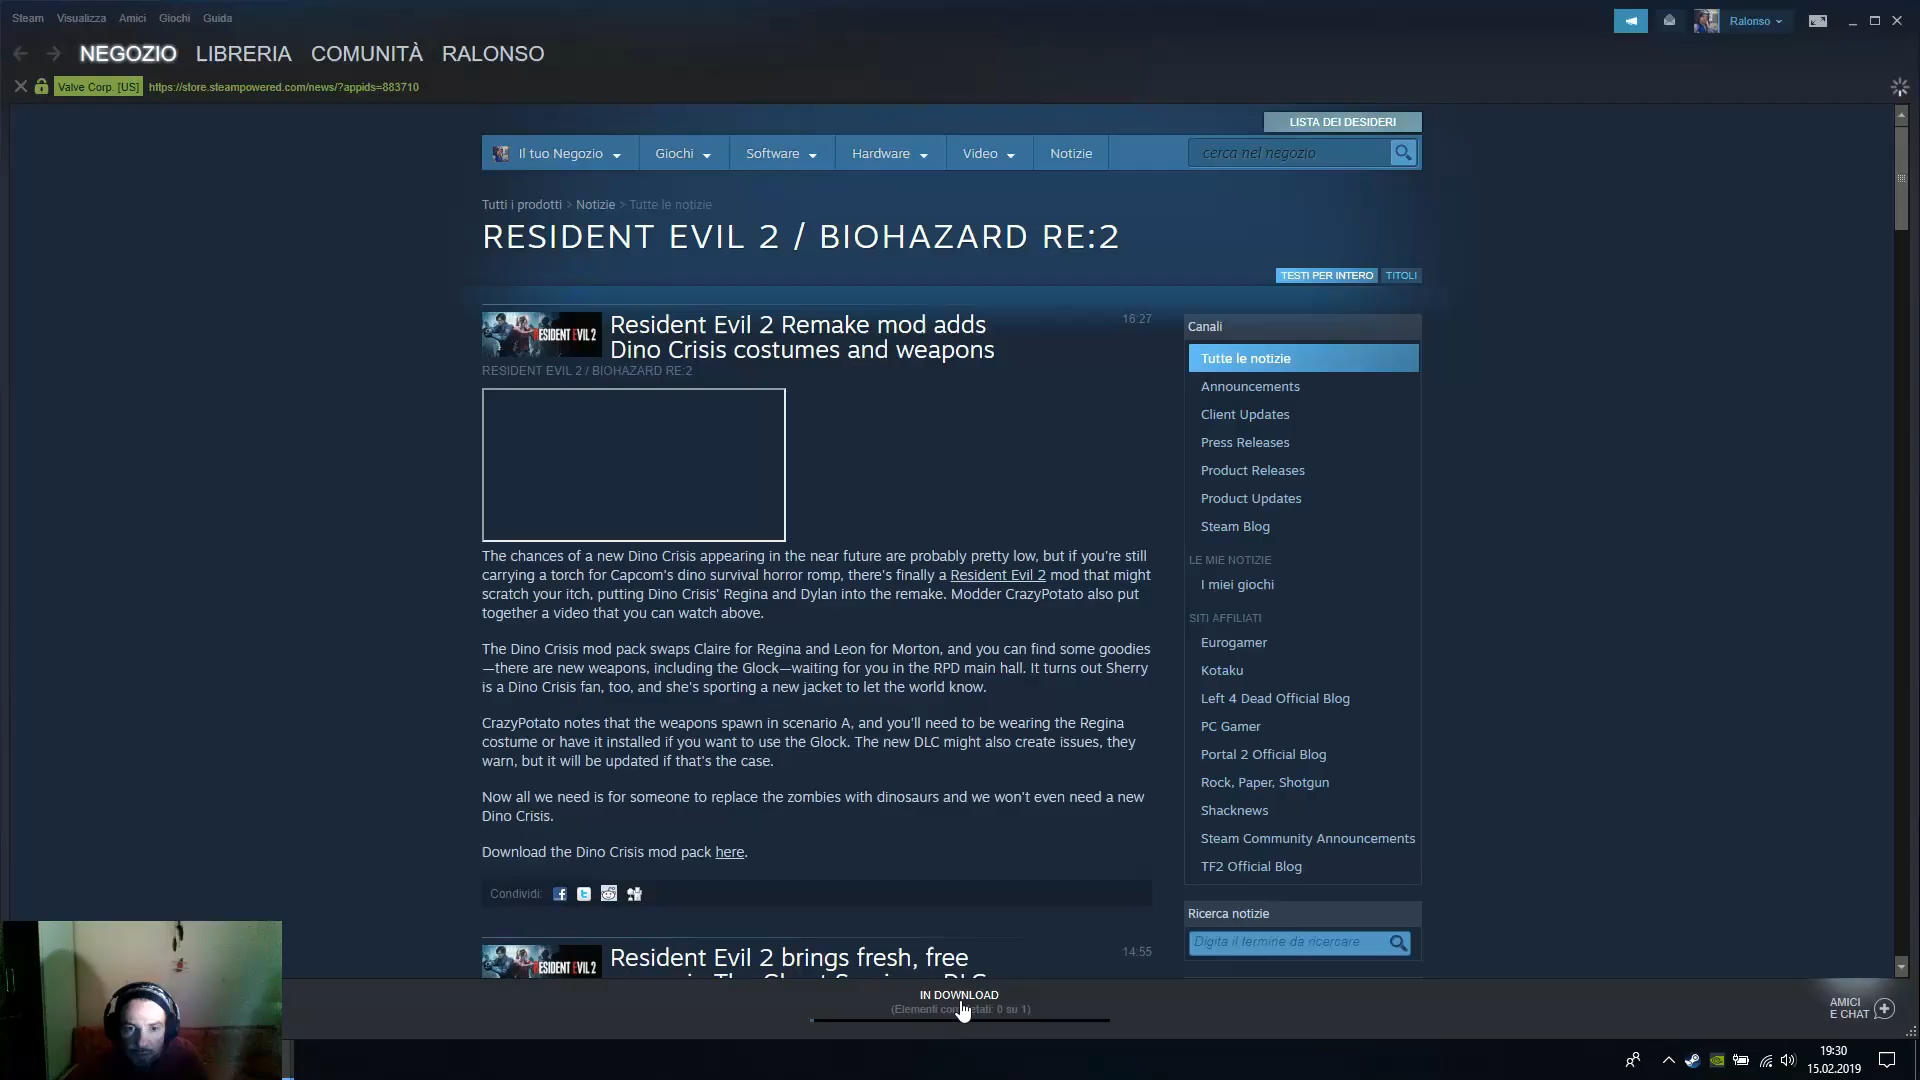 Steam Visualizza Amici Giochi Guida
Ralonso
NEGOZIO LIBRERIA COMUNITÀ RALONSO
Valve Corp. [US] https://store.steampowered.com/news/?appids=883710
LISTA DEI DESIDERI
Il tuo Negozio Giochi Software Hardware Video Notizie
cerca nel negozio
Tutti i prodotti > Notizie > Tutte le notizie
RESIDENT EVIL 2 / BIOHAZARD RE:2
TESTI PER INTERO TITOLI
RESIDENT EVIL 2
Resident Evil 2 Remake mod adds
Dino Crisis costumes and weapons
16:27
RESIDENT EVIL 2 / BIOHAZARD RE:2
The chances of a new Dino Crisis appearing in the near future are probably pretty low, but if you're still
carrying a torch for Capcom's dino survival horror romp, there's finally a Resident Evil 2 mod that might
scratch your itch, putting Dino Crisis' Regina and Dylan into the remake. Modder CrazyPotato also put
together a video that you can watch above.
The Dino Crisis mod pack swaps Claire for Regina and Leon for Morton, and you can find some goodies
—there are new weapons, including the Glock—waiting for you in the RPD main hall. It turns out Sherry
is a Dino Crisis fan, too, and she's sporting a new jacket to let the world know.
CrazyPotato notes that the weapons spawn in scenario A, and you'll need to be wearing the Regina
costume or have it installed if you want to use the Glock. The new DLC might also create issues, they
warn, but it will be updated if that's the case.
Now all we need is for someone to replace the zombies with dinosaurs and we won't even need a new
Dino Crisis.
Download the Dino Crisis mod pack here.
Condividi:
RESIDENT EVIL 2
Resident Evil 2 brings fresh, free
14:55
Canali
Tutte le notizie
Announcements
Client Updates
Press Releases
Product Releases
Product Updates
Steam Blog
LE MIE NOTIZIE
I miei giochi
SITI AFFILIATI
Eurogamer
Kotaku
Left 4 Dead Official Blog
PC Gamer
Portal 2 Official Blog
Rock, Paper, Shotgun
Shacknews
Steam Community Announcements
TF2 Official Blog
Ricerca notizie
Digita il termine da ricercare
IN DOWNLOAD
(Elementi 0 su 1)
AMICI
E CHAT
19:30
15.02.2019